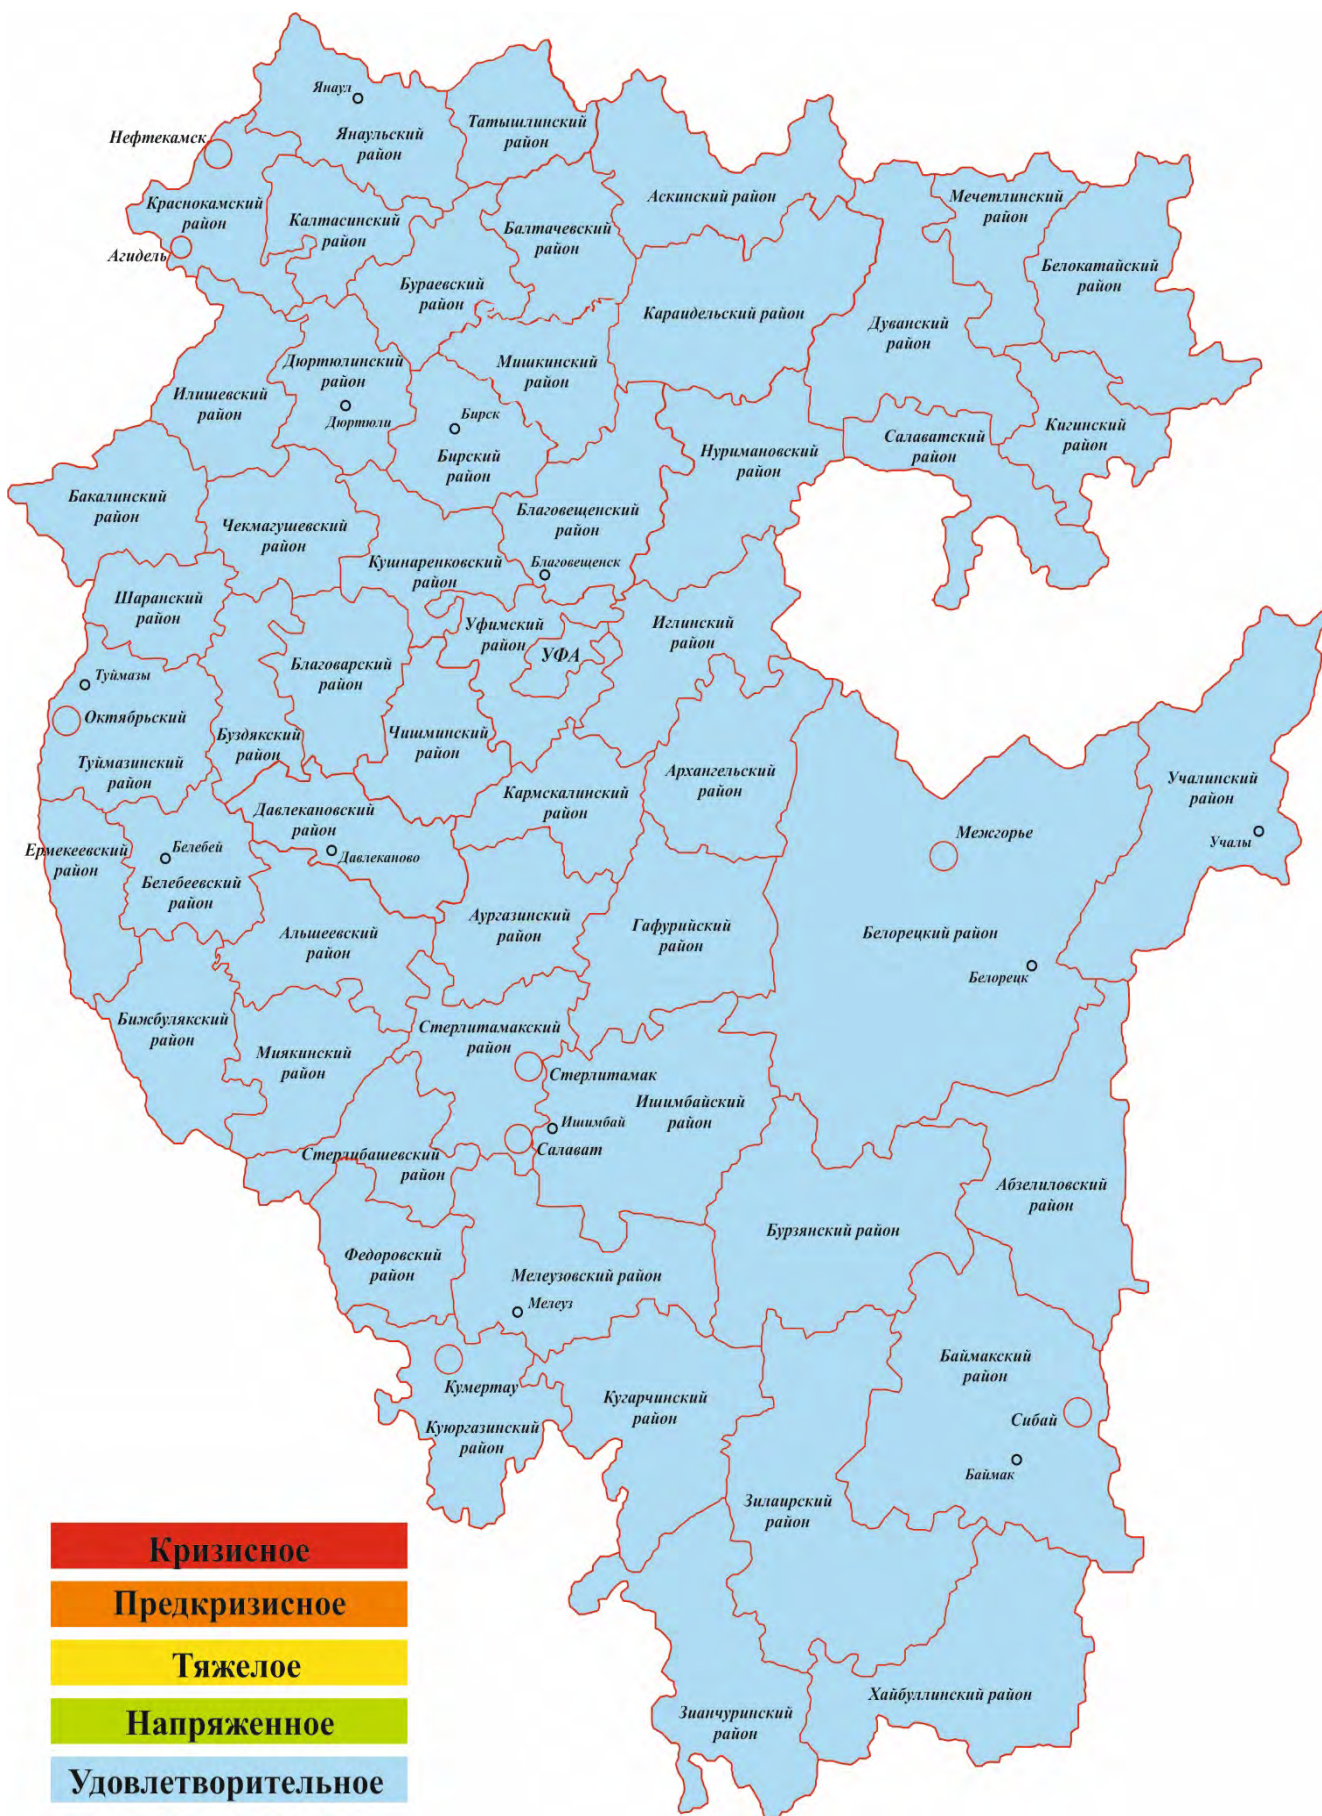 Янаул
Янаульский
район
Татышлинский
район
Нефтекамск
Краснокамский
район
Калтасинский
район
Балтачевский
район
Аскинский район
Мечетлинский
район
Белокатайский
район
Агидель
Бураевский
район
Караидельский район
Дуванский
район
Дюртюлинский
район
Дюртюли
Мишкинский
район
Илишевский
район
Бирск
Бирский
район
Нуримановский
район
Салаватский
район
Кигинский
район
Бакалинский
район
Чекмагушевский
район
Благовещенский
район
Благовещенск
Кушнаренковский
район
Шаранский
район
Уфимский
район
УФА
Иглинский
район
Туймазы
Октябрьский
Туймазинский
район
Благоварский
район
Буздякский
район
Чишминский
район
Архангельский
район
Кармскалинский
район
Учалинский
район
Учалы
Давлекановский
район
Давлеканово
Межгорье
Ермекеевский
район
Белебей
Белебеевский
район
Альшеевский
район
Аургазинский
район
Гафурийский
район
Белорецкий район
Белорецк
Бижбулякский
район
Миякинский
район
Стерлитамакский
район
Стерлитамак
Ишимбайский
район
Ишимбай
Салават
Стерлибашевский
район
Абзелиловский
район
Бурзянский район
Федоровский
район
Мелеузовский район
Мелеуз
Баймакский
район
Кумертау
Кугарчинский
район
Сибай
Куюргазинский
район
Баймак
Зилаирский
район
Хайбуллинский район
Зианчуринский
район
Кризисное
Предкризисное
Тяжелое
Напряженное
Удовлетворительное